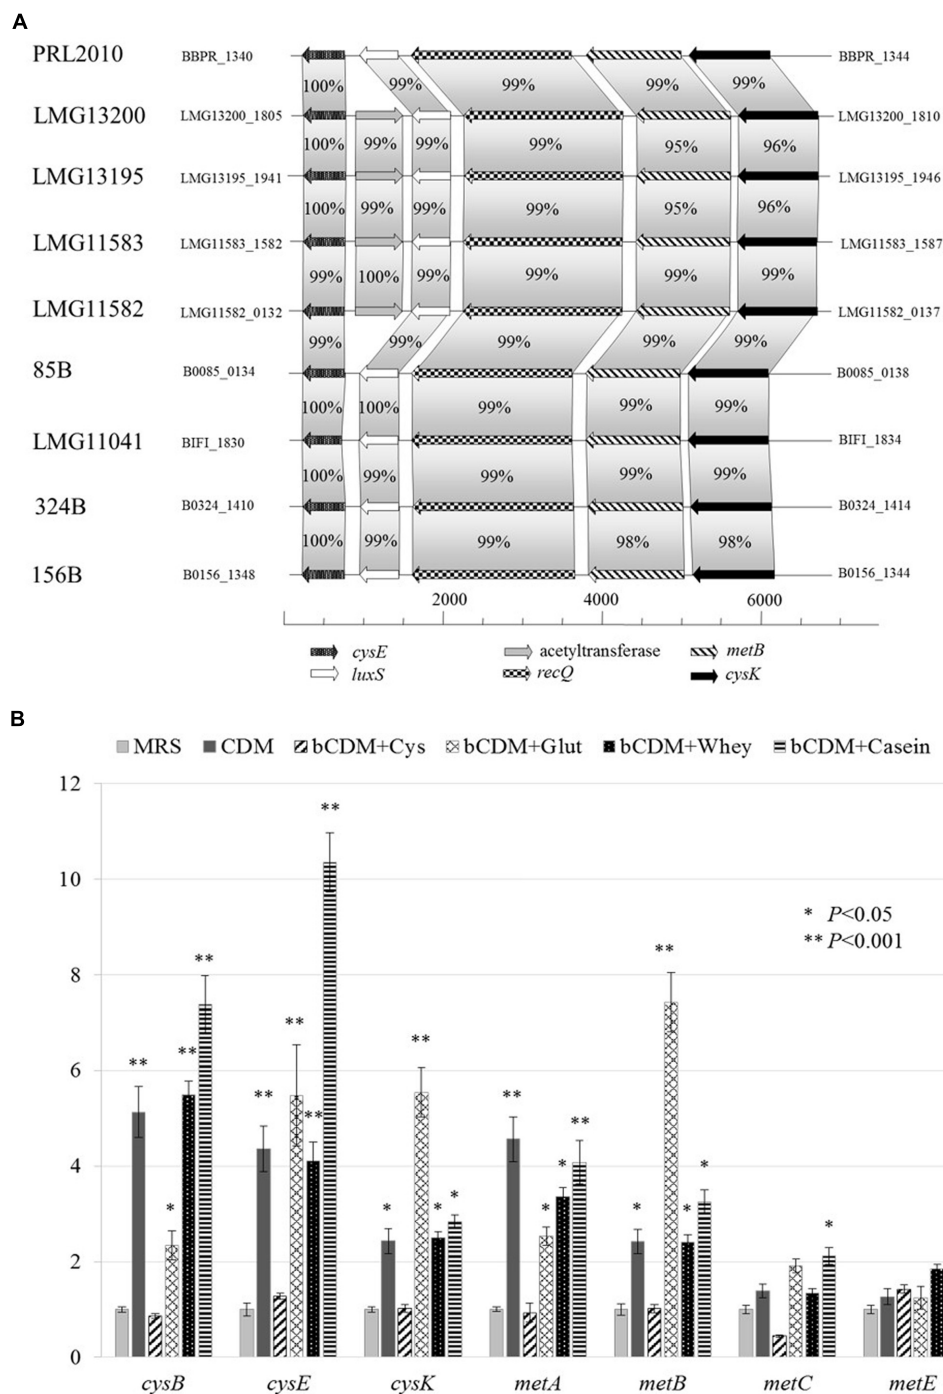 A
PRL2010 BBPR_1340 BBPR_1344
100% 99% 99% 99% 99%
LMG13200 LMG13200_1805 LMG13200_1810
100% 99% 99% 99% 95% 96%
LMG13195 LMG13195_1941 LMG13195_1946
100% 99% 99% 99% 95% 96%
LMG11583 LMG11583_1582 LMG11583_1587
99% 100% 99% 99% 99% 99%
LMG11582 LMG11582_0132 LMG11582_0137
99% 99% 99% 99% 99%
85B B0085_0134 B0085_0138
100% 100% 99% 99% 99%
LMG11041 BIFI_1830 BIFI_1834
100% 99% 99% 99% 99%
324B B0324_1410 B0324_1414
100% 99% 99% 98% 98%
156B B0156_1348 B0156_1344
2000 4000 6000
cysE acetyltransferase metB
luxS recQ cysK
B
MRS CDM bCDM+Cys bCDM+Glut bCDM+Whey bCDM+Casein
12
10
8
6
4
2
0
* P<0.05
** P<0.001
** * ** **
** ** ** **
* ** * *
** * * **
* ** * *
*
cysB cysE cysK metA metB metC metE